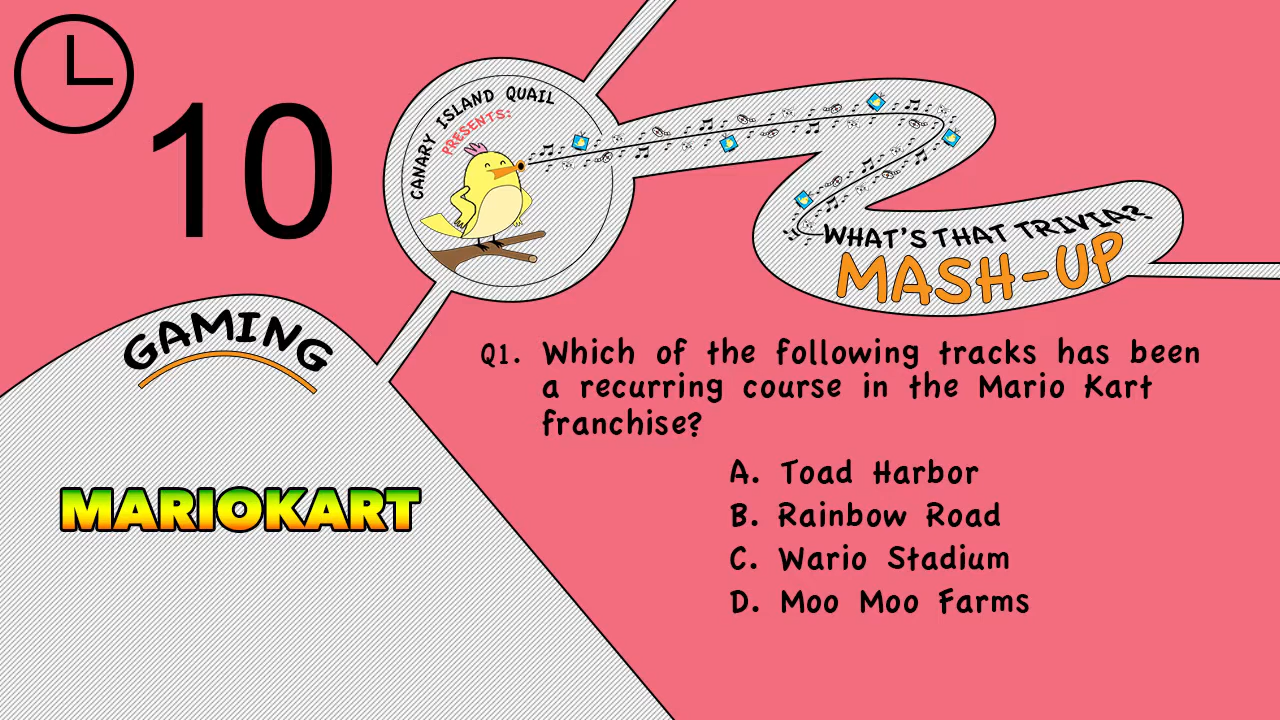 10
CANARY ISLAND QUAIL
PRESENTS:
WHAT'S THAT TRIVIA?
MASH-UP
GAMING
MARIOKART
Q1. Which of the following tracks has been
a recurring course in the Mario Kart
franchise?
A. Toad Harbor
B. Rainbow Road
C. Wario Stadium
D. Moo Moo Farms